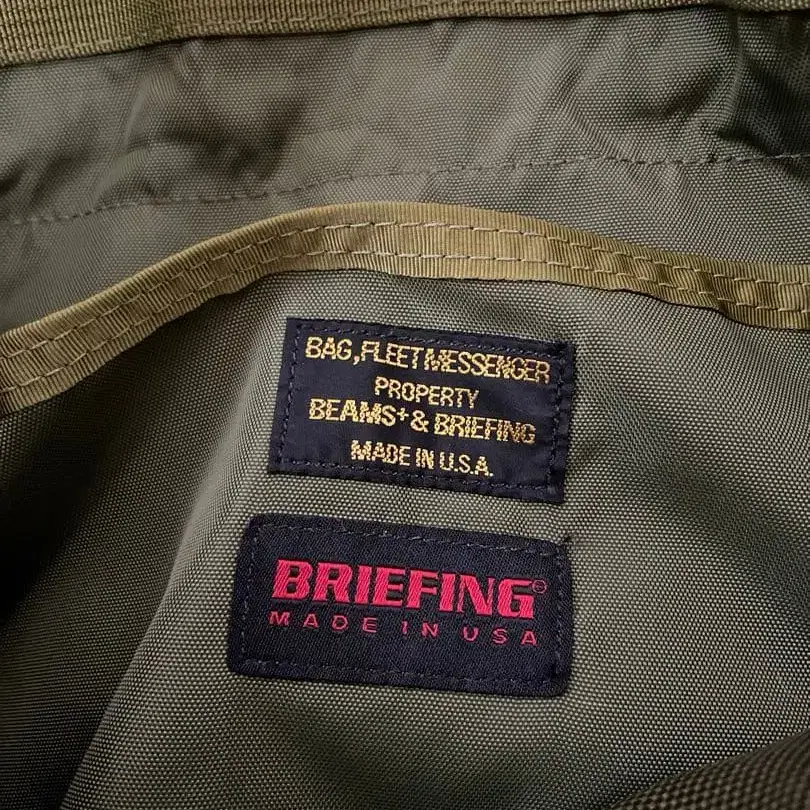 BAG,FLEET MESSENGER
PROPERTY
BEAMS+ & BRIEFING
MADE IN U.S.A.
BRIEFING®
MADE IN USA